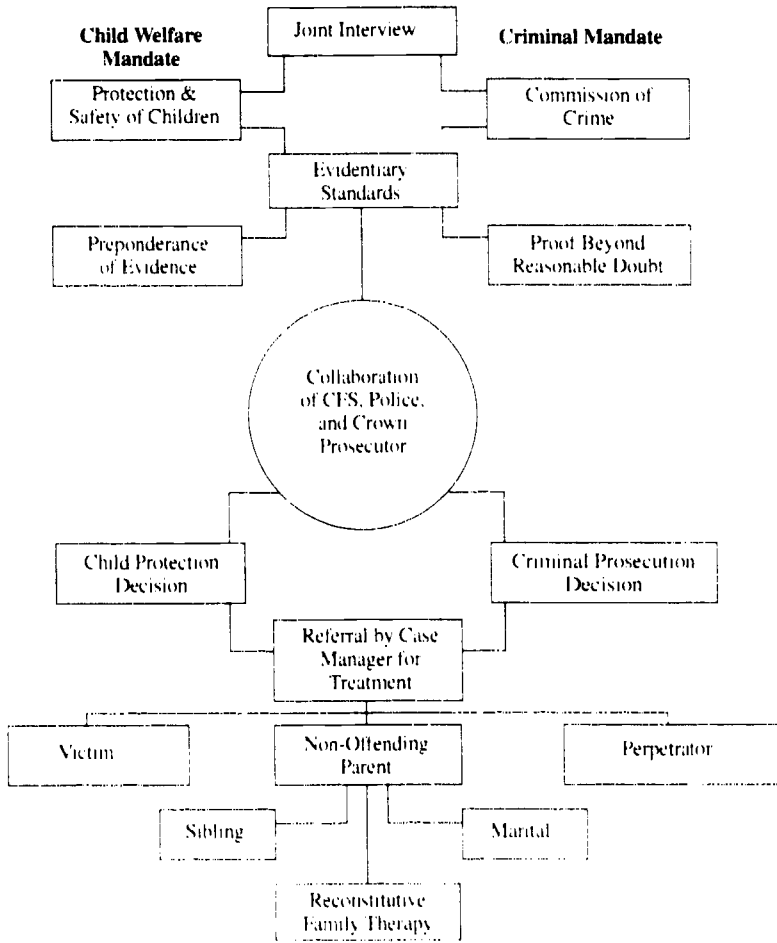 Child Welfare
Mandate
Joint Interview
Criminal Mandate
Protection &
Safety of Children
Commission of
Crime
Evidentiary
Standards
Preponderance
of Evidence
Proof Beyond
Reasonable Doubt
Collaboration
of CFS, Police,
and Crown
Prosecutor
Child Protection
Decision
Criminal Prosecution
Decision
Referral by Case
Manager for
Treatment
Victim
Non-Offending
Parent
Perpetrator
Sibling
Marital
Reconstitutive
Family Therapy